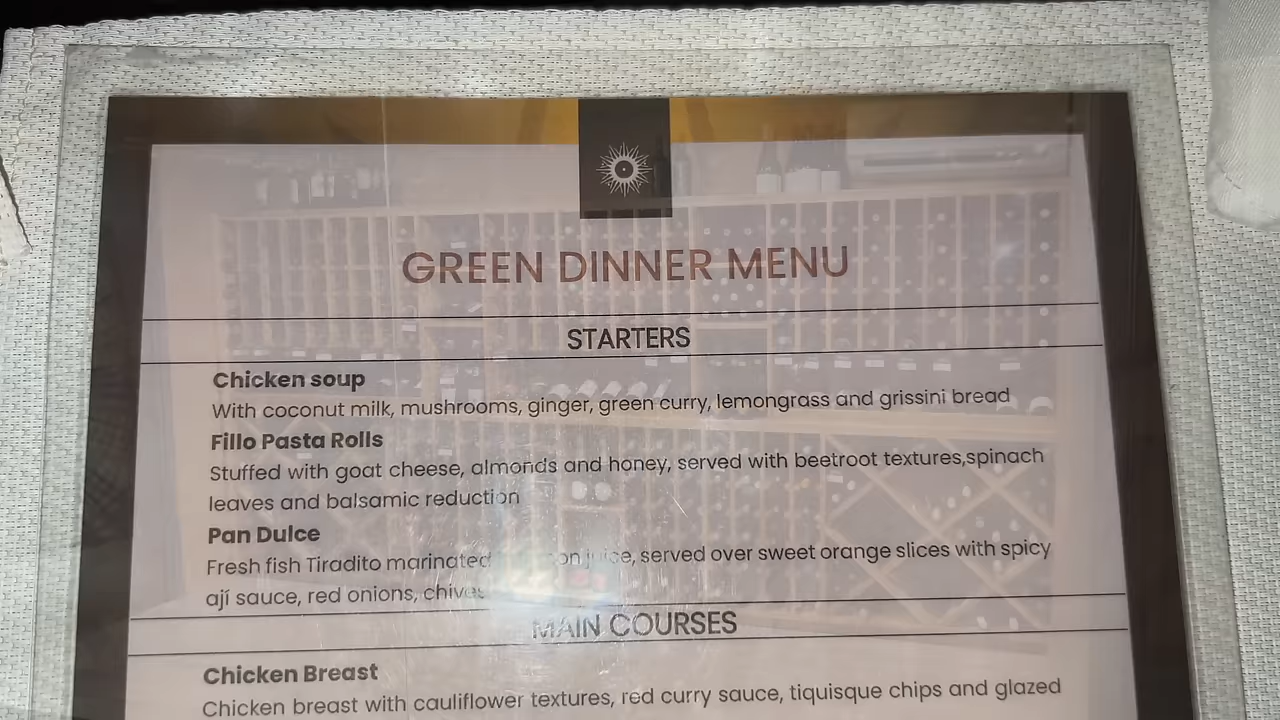 GREEN DINNER MENU
STARTERS
Chicken soup
With coconut milk, mushrooms, ginger, green curry, lemongrass and grissini bread
Fillo Pasta Rolls
Stuffed with goat cheese, almonds and honey, served with beetroot textures,spinach
leaves and balsamic reduction
Pan Dulce
Fresh fish Tiradito marinated juice, served over sweet orange slices with spicy
ají sauce, red onions, chives
MAIN COURSES
Chicken Breast
Chicken breast with cauliflower textures, red curry sauce, tiquisque chips and glazed